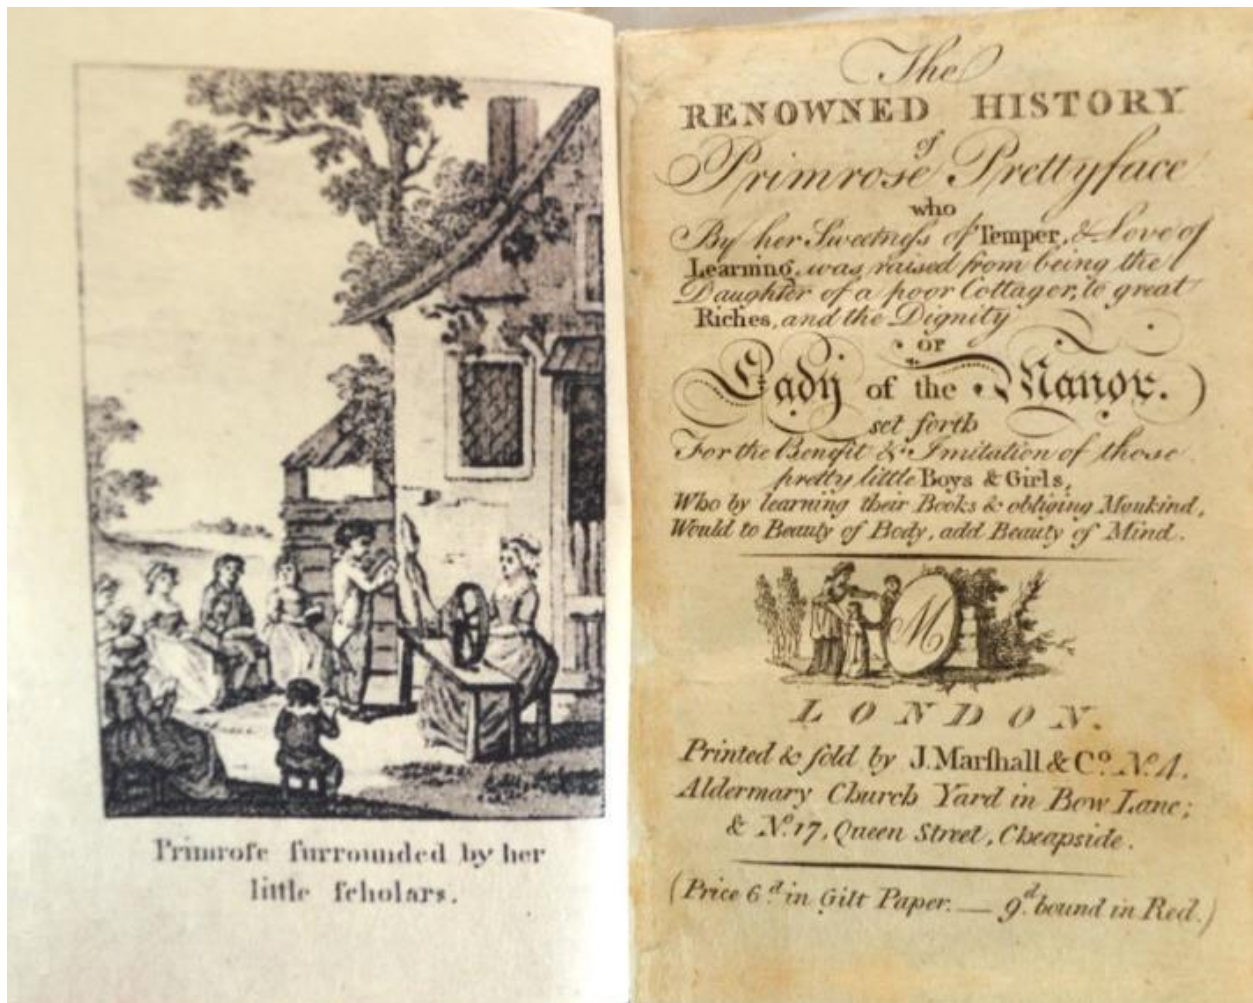 Primroſe ſurrounded by her
little ſcholars.
The
RENOWNED HISTORY
of
Primrose Prettyface
who
By her Sweetneſs of Temper, & Love of
Learning, was raised from being the
Daughter of a poor Cottager, to great
Riches, and the Dignity
of
Lady of the Manor.
set forth
For the Benefit & Imitation of those
pretty little Boys & Girls,
Who by learning their Books & obliging Mankind,
Would to Beauty of Body, add Beauty of Mind.
M
LONDON.
Printed & ſold by J. Marſhall & Co. No. 4.
Aldermary Church Yard in Bow Lane;
& No. 17, Queen Street, Cheapside.
(Price 6d. in Gilt Paper. — 9d. bound in Red.)